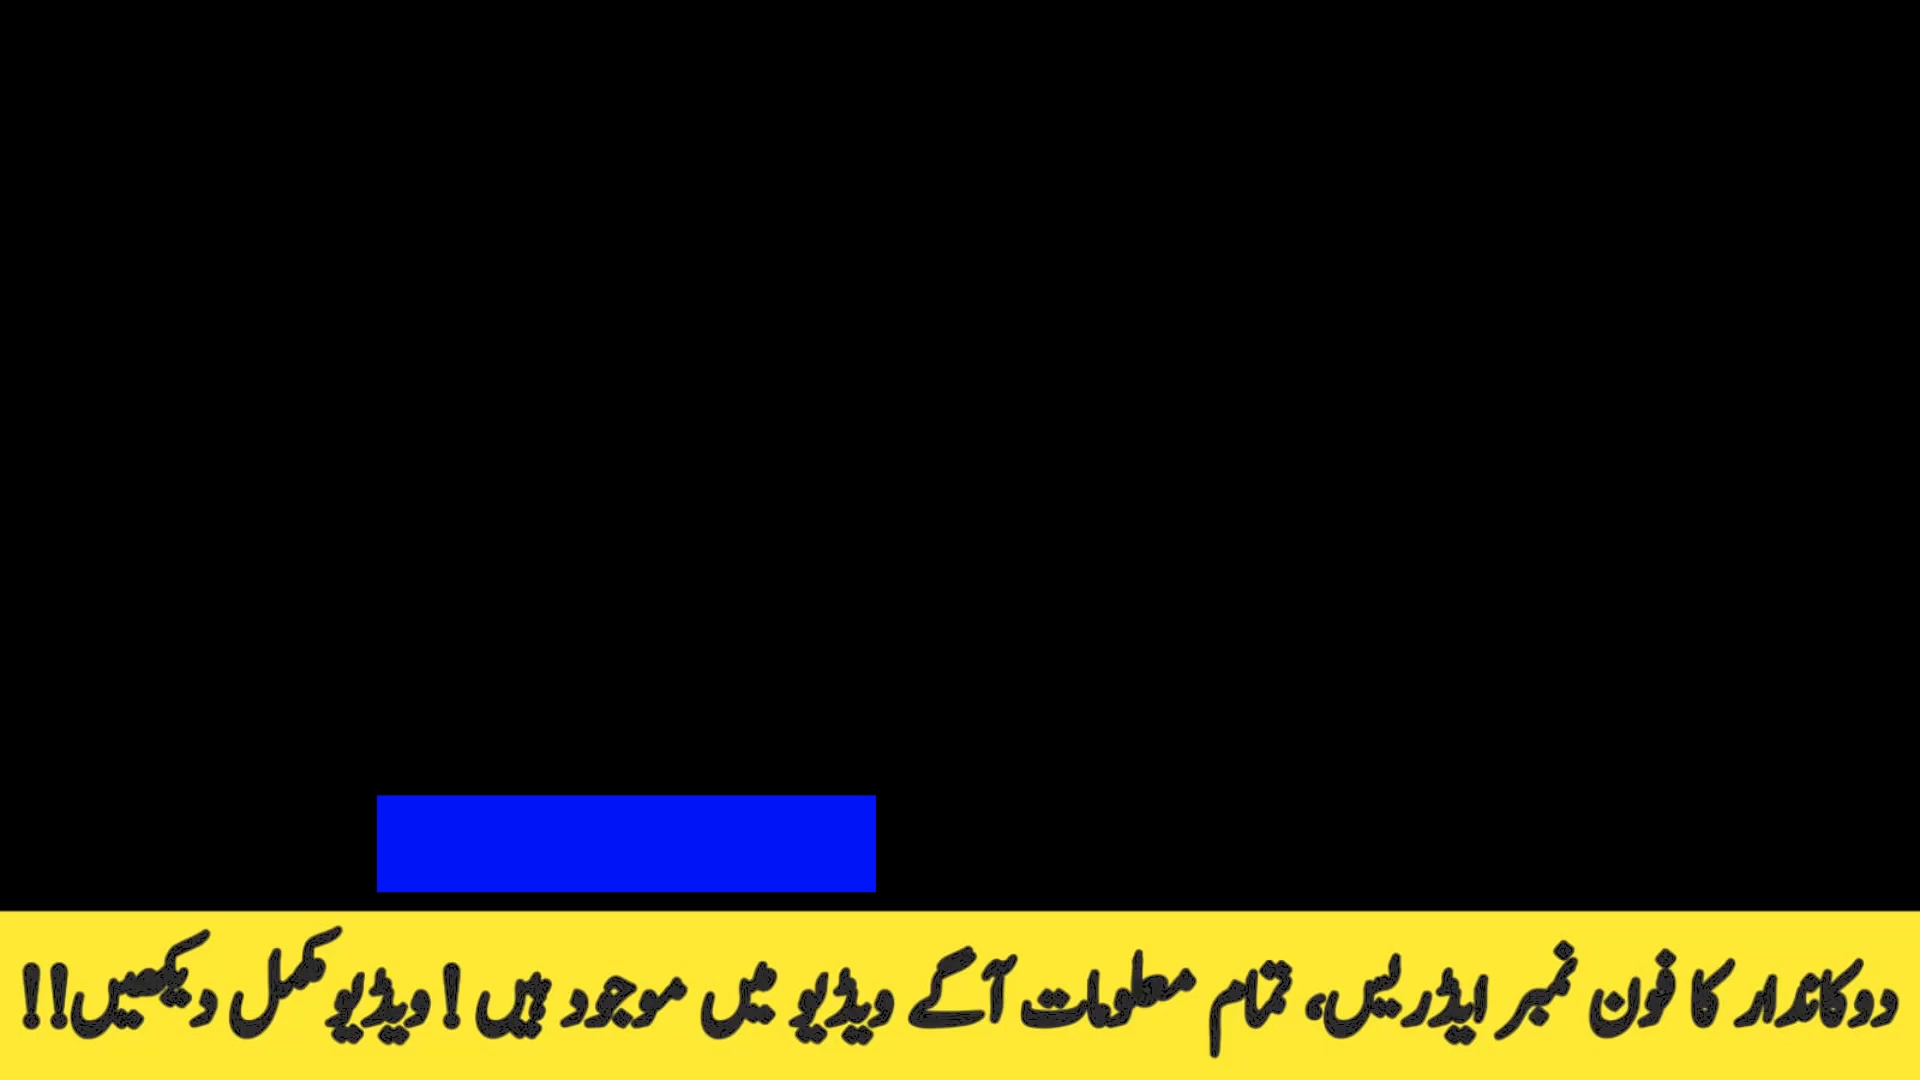 دوکاندار کا فون نمبر ایڈریس، تمام معلومات آگے ویڈیو میں موجود ہیں ! ویڈیو مکمل دیکھیں!!